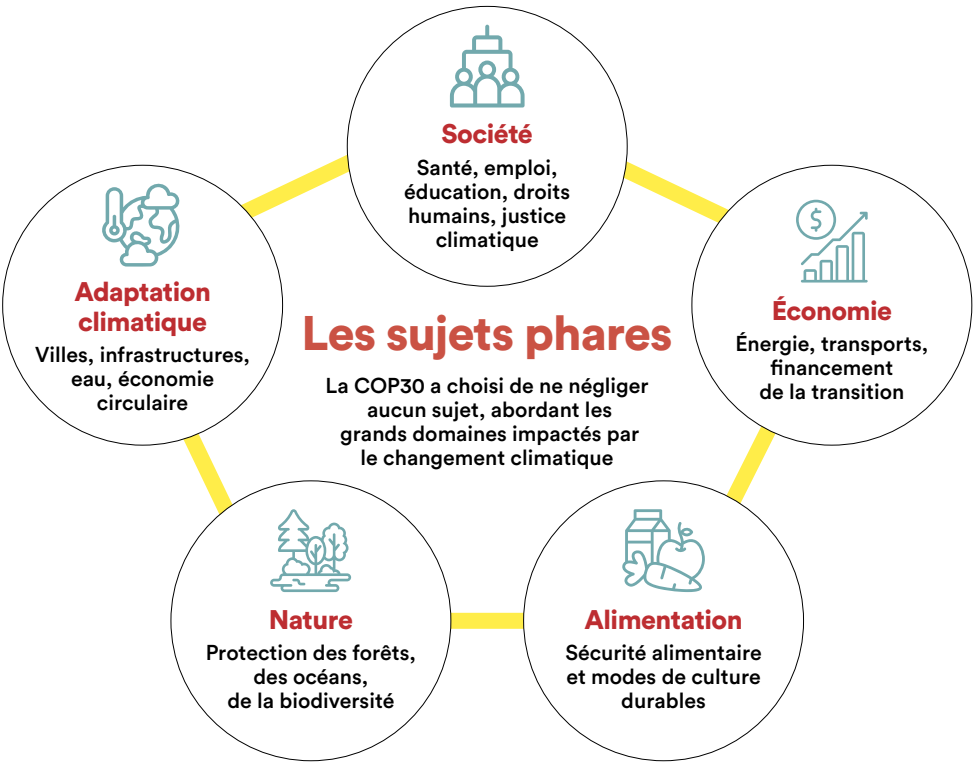 Société
Santé, emploi,
éducation, droits
humains, justice
climatique
Adaptation
climatique
Villes, infrastructures,
eau, économie
circulaire
$
Économie
Énergie, transports,
financement
de la transition
Les sujets phares
La COP30 a choisi de ne négliger
aucun sujet, abordant les
grands domaines impactés par
le changement climatique
Nature
Protection des forêts,
des océans,
de la biodiversité
Alimentation
Sécurité alimentaire
et modes de culture
durables